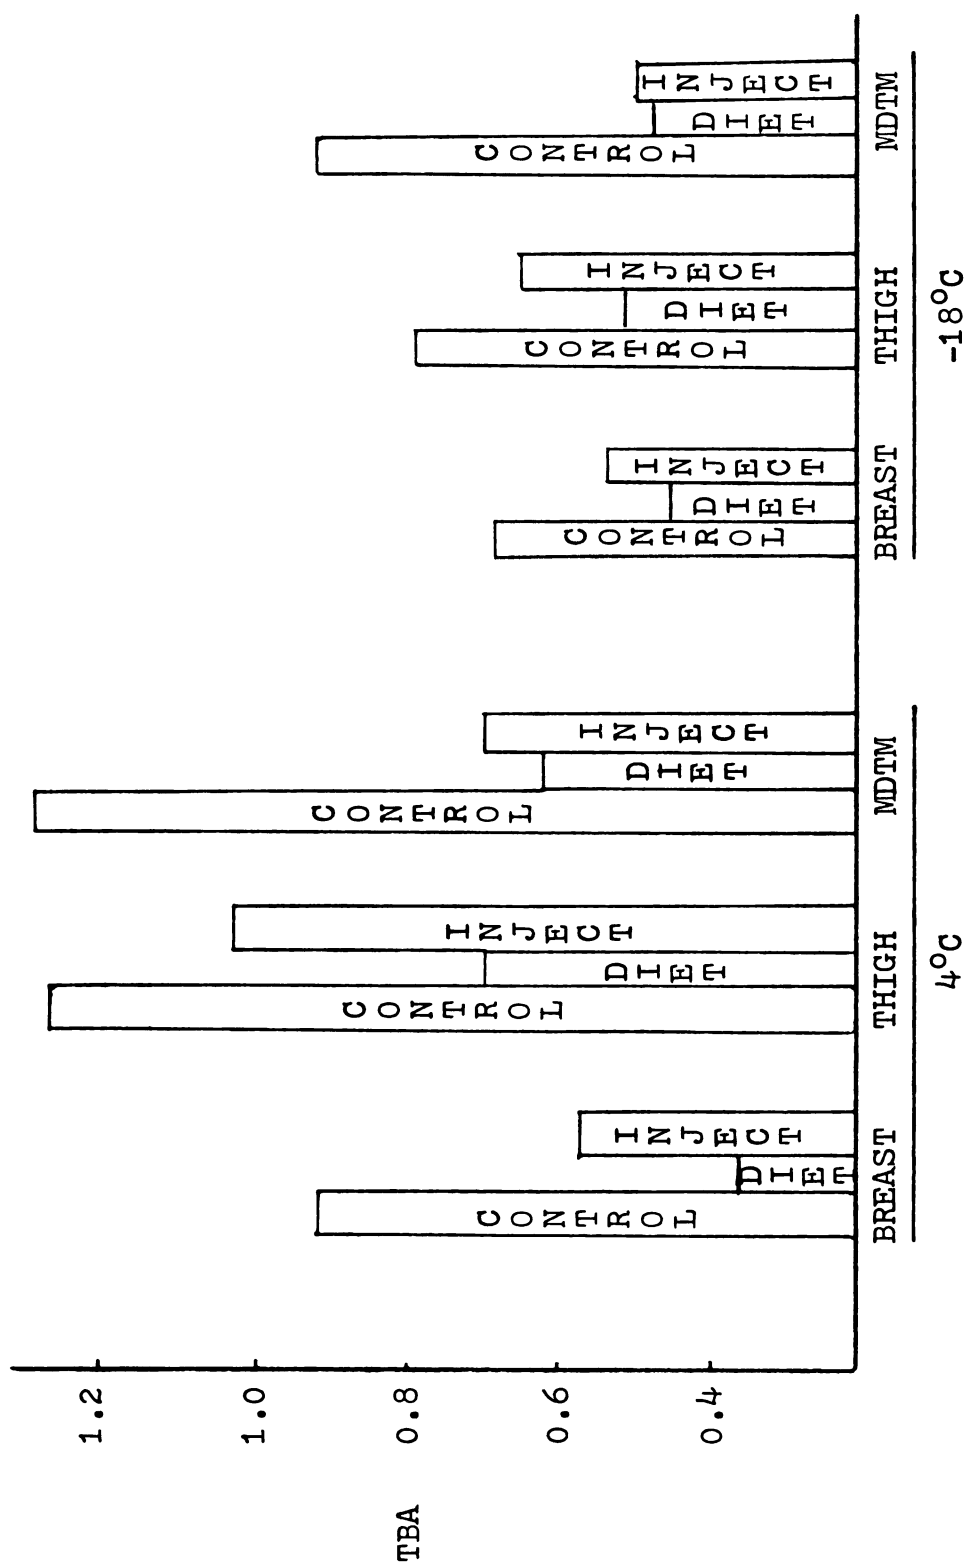 TBA
1.2
1.0
0.8
0.6
0.4
CONTROL
DIET
INJECT
CONTROL
DIET
INJECT
CONTROL
DIET
INJECT
CONTROL
DIET
INJECT
CONTROL
DIET
INJECT
CONTROL
DIET
INJECT
BREAST THIGH MDTM BREAST THIGH MDTM
4°C -18°C